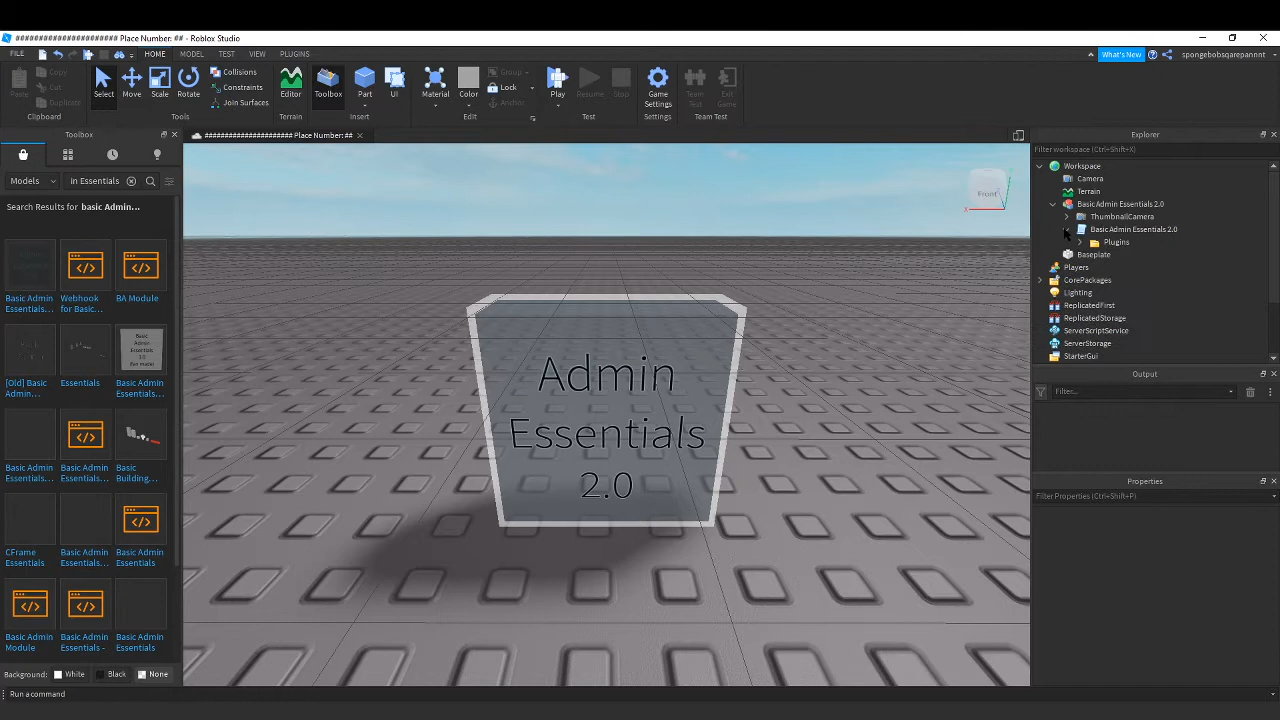 ###################### Place Number: ## - Roblox Studio
FILE HOME MODEL TEST VIEW PLUGINS What's New spongebobsquarepannnt
Paste Copy Cut Duplicate Select Move Scale Rotate Collisions Constraints Join Surfaces Editor Toolbox Part UI Material Color Group Lock Anchor Play Resume Stop Game Settings Team Test Exit Game
Clipboard Tools Terrain Insert Edit Test Settings Team Test
Toolbox
###################### Place Number: ##
Models in Essentials
Search Results for basic Admin...
Basic Admin Essentials...
Webhook for Basic...
BA Module
[Old] Basic Admin...
Essentials
Basic Admin Essentials...
Basic Admin Essentials...
Basic Admin Essentials...
Basic Building...
CFrame Essentials
Basic Admin Essentials...
Basic Admin Essentials
Basic Admin Module
Basic Admin Essentials -
Basic Admin Essentials
Background: White Black None
Run a command
Front
X
Admin
Essentials
2.0
Explorer
Filter workspace (Ctrl+Shift+X)
Workspace
Camera
Terrain
Basic Admin Essentials 2.0
ThumbnailCamera
Basic Admin Essentials 2.0
Plugins
Baseplate
Players
CorePackages
Lighting
ReplicatedFirst
ReplicatedStorage
ServerScriptService
ServerStorage
StarterGui
Output
Filter...
Properties
Filter Properties (Ctrl+Shift+P)